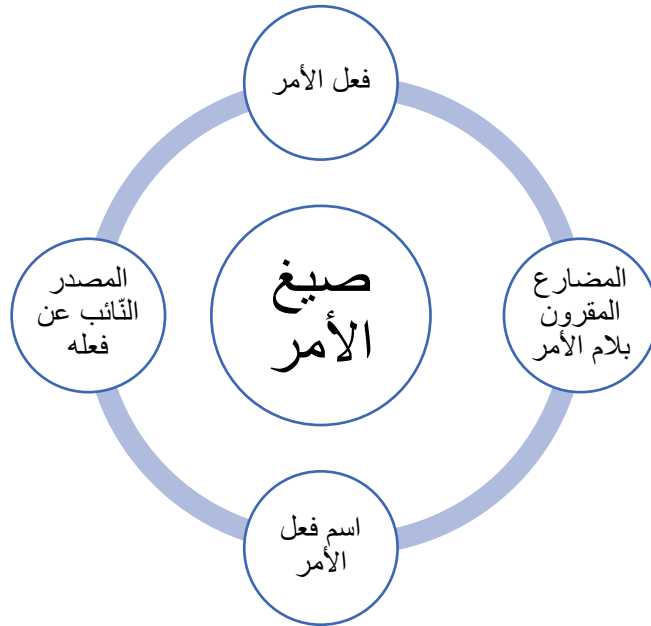 فعل الأمر
صيغ
الأمر
المضارع
المقرون
بلام الأمر
المصدر
النّائب عن
فعله
اسم فعل
الأمر